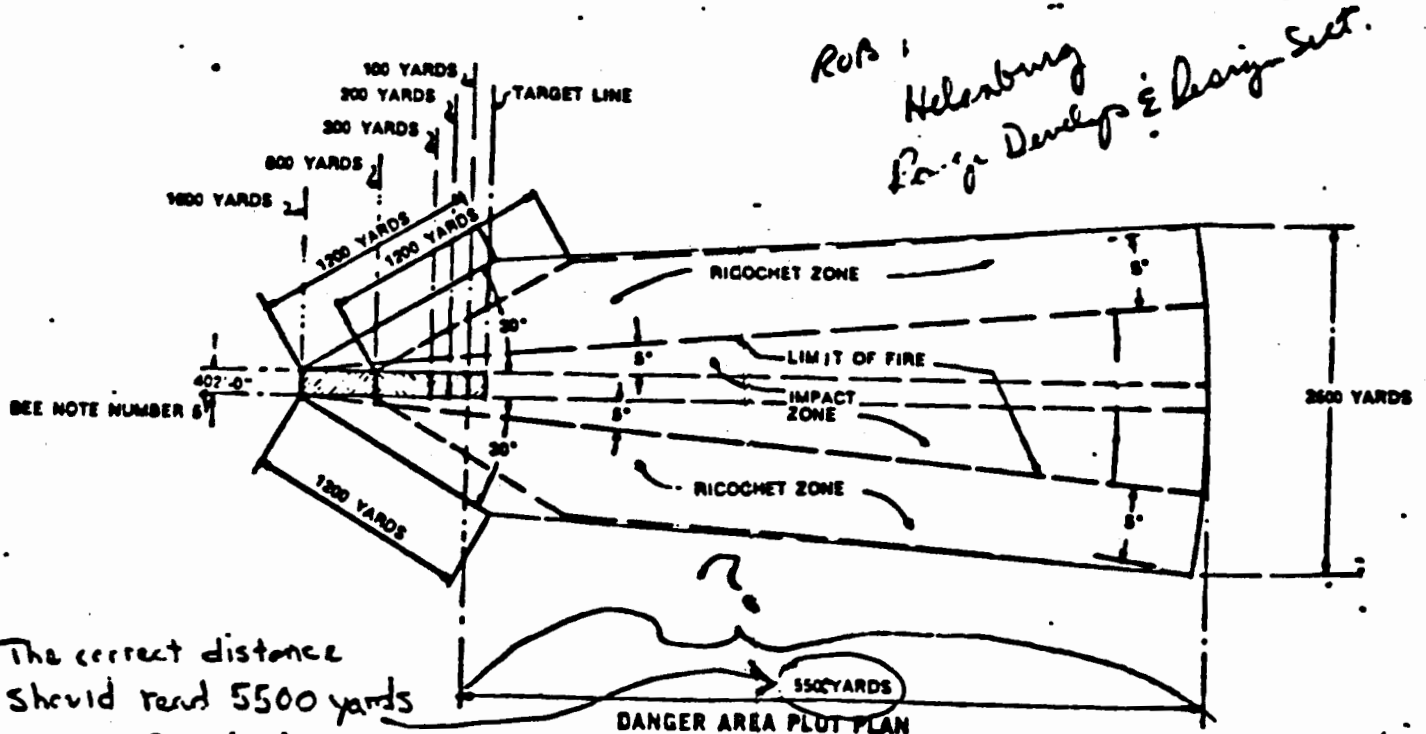 ROB:
Develop & Design Sect.
100 YARDS
200 YARDS
TARGET LINE
300 YARDS
600 YARDS
1000 YARDS
1200 YARDS
1200 YARDS
RICOCHET ZONE
5°
30°
5°
LIMIT OF FIRE
402'-0"
IMPACT
ZONE
2600 YARDS
SEE NOTE NUMBER 5
5°
30°
RICOCHET ZONE
1200 YARDS
5°
?
The correct distance
should read 5500 yards
5500 YARDS
DANGER AREA PLOT PLAN